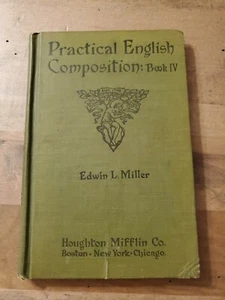 Practical English
Composition: Book IV
Edwin L Miller
Houghton Mifflin Co.
Boston - New York - Chicago.